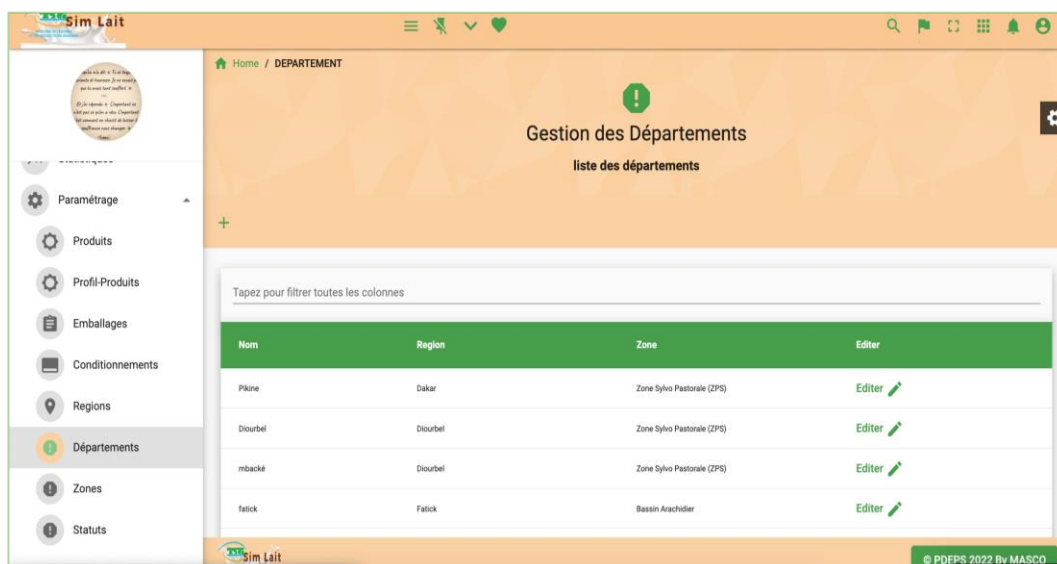 Sim Lait
Home / DEPARTEMENT
Gestion des Départements
liste des départements
Statistiques
Paramétrage
Produits
Profil-Produits
Emballages
Conditionnements
Regions
Départements
Zones
Statuts
Tapez pour filtrer toutes les colonnes
Nom Region Zone Editer
Pikine Dakar Zone Sylvo Pastorale (ZPS) Editer
Diourbel Diourbel Zone Sylvo Pastorale (ZPS) Editer
mbacké Diourbel Zone Sylvo Pastorale (ZPS) Editer
fatick Fatick Bassin Arachidier Editer
Sim Lait
© PDEPS 2022 By MASCO